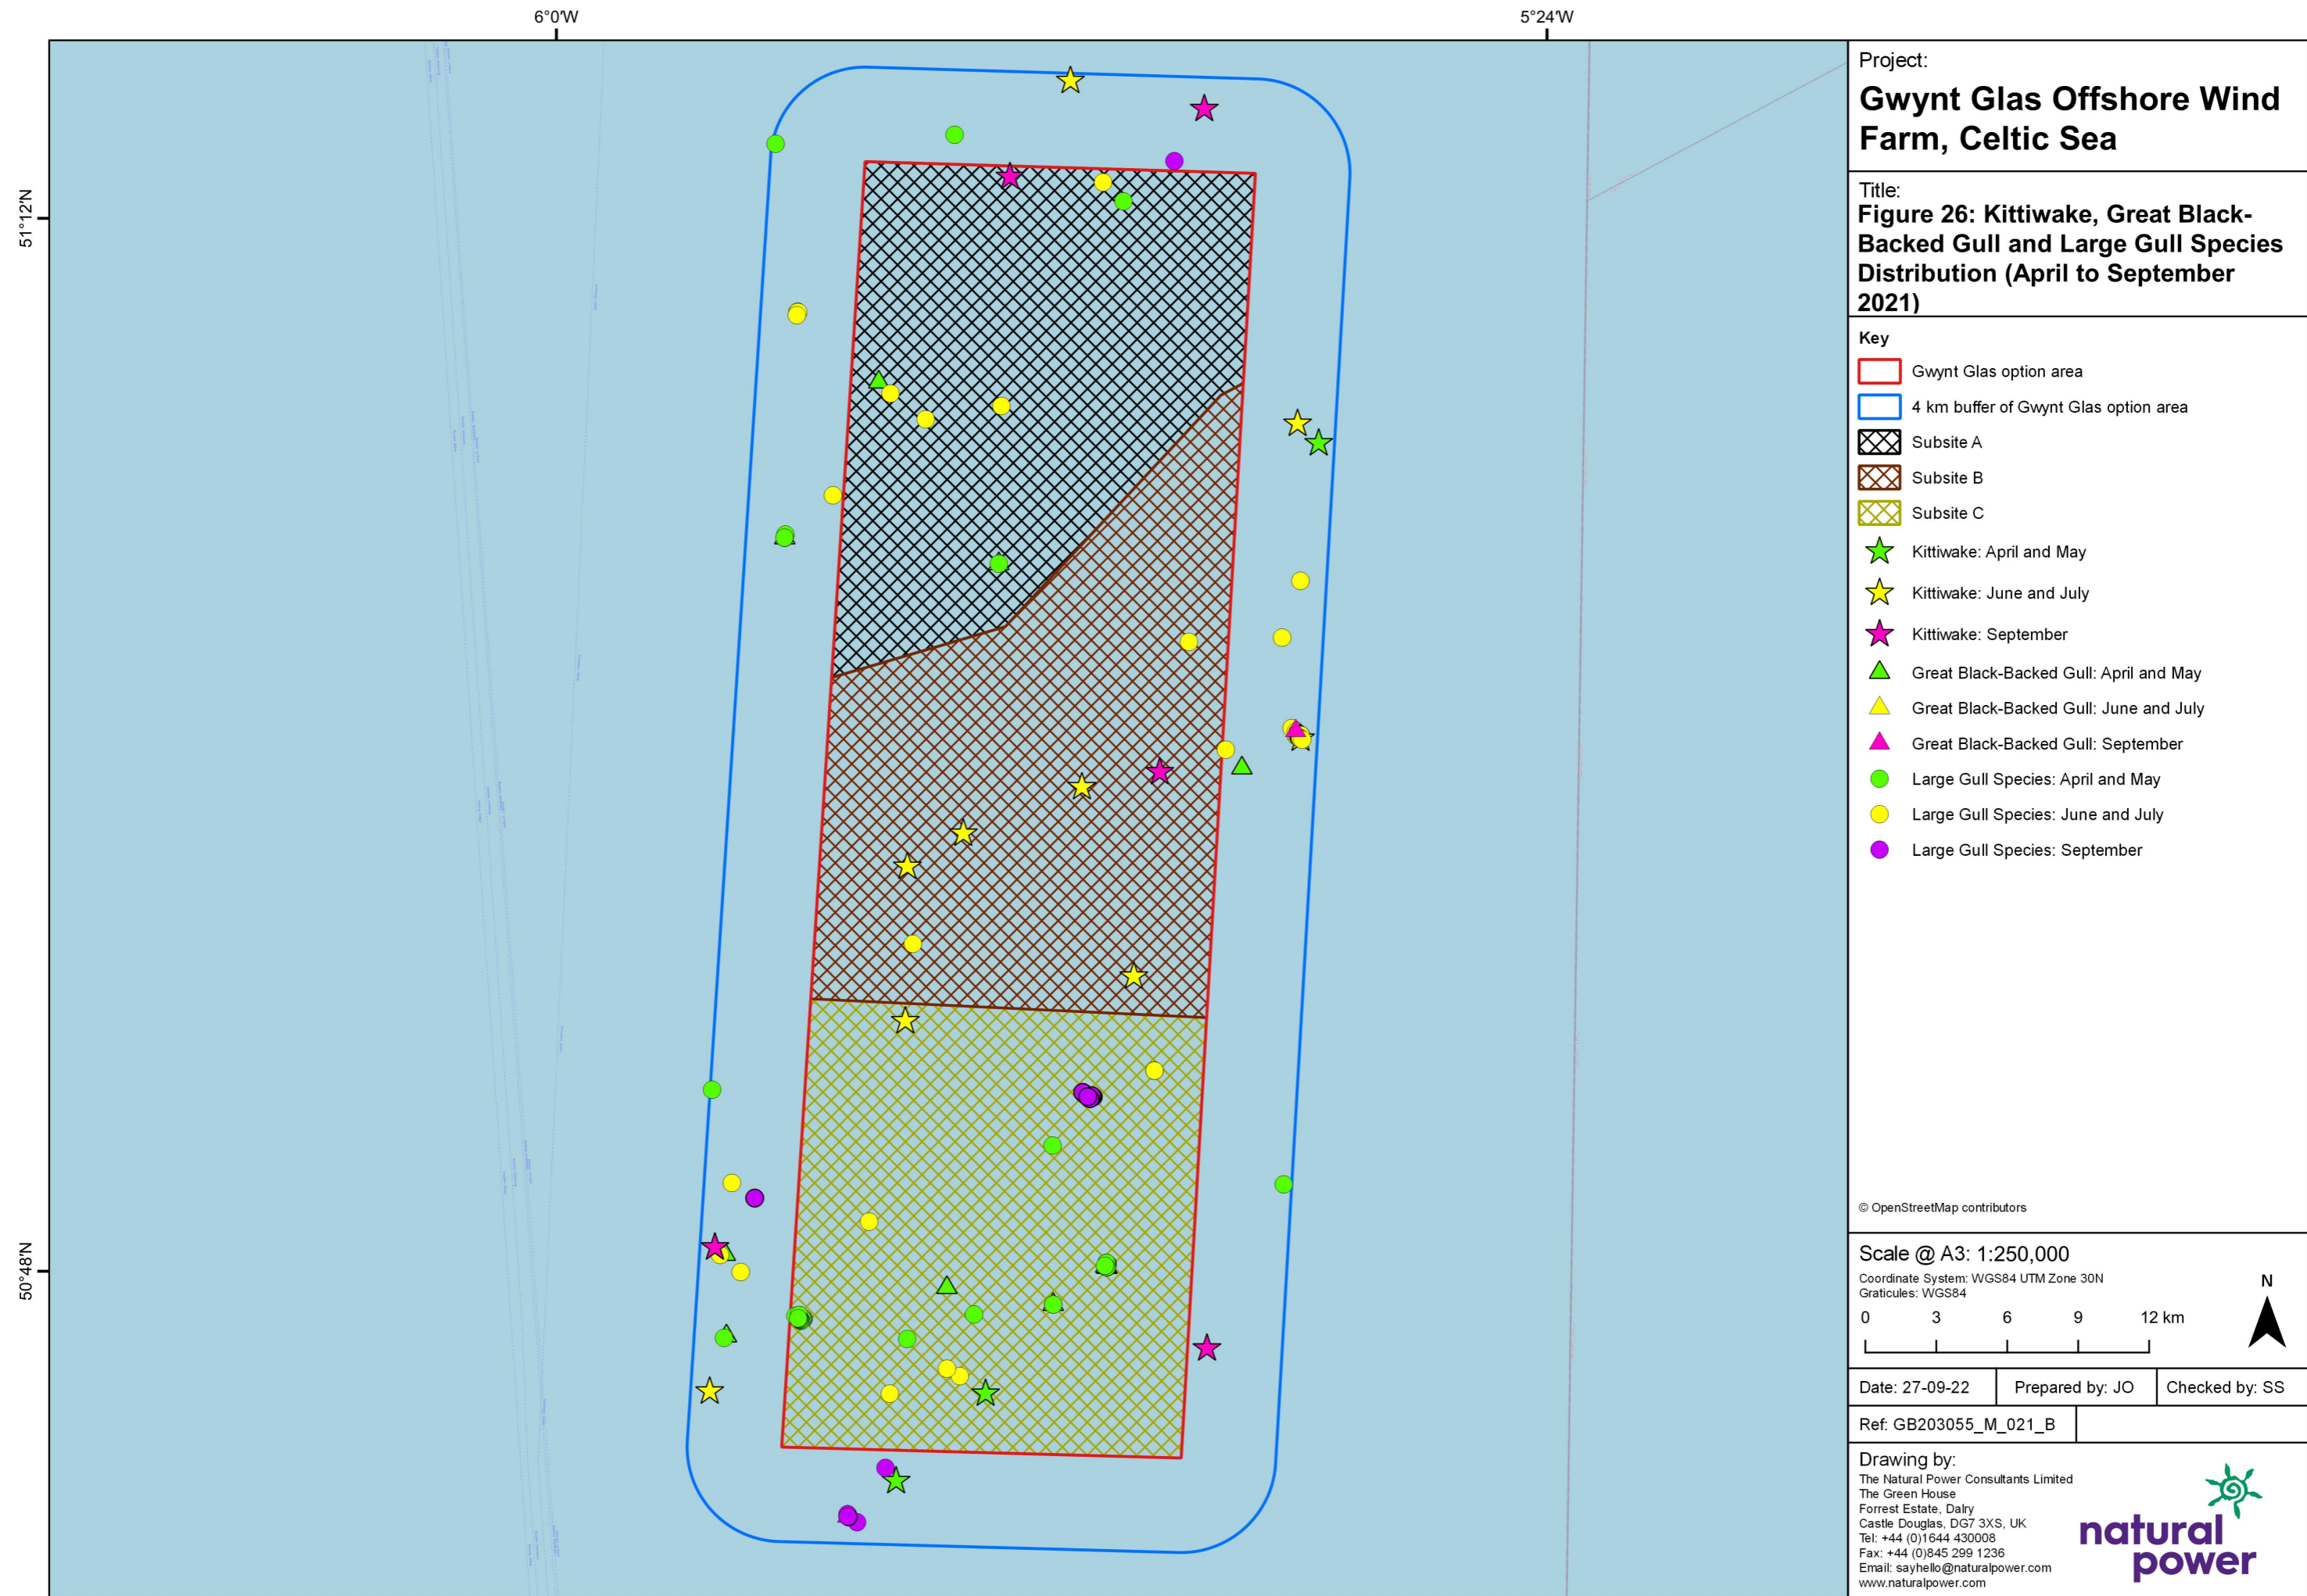 6°0'W
5°24'W
51°12'N
50°48'N
Project:
Gwynt Glas Offshore Wind
Farm, Celtic Sea
Title:
Figure 26: Kittiwake, Great Black-
Backed Gull and Large Gull Species
Distribution (April to September
2021)
Key
Gwynt Glas option area
4 km buffer of Gwynt Glas option area
Subsite A
Subsite B
Subsite C
Kittiwake: April and May
Kittiwake: June and July
Kittiwake: September
Great Black-Backed Gull: April and May
Great Black-Backed Gull: June and July
Great Black-Backed Gull: September
Large Gull Species: April and May
Large Gull Species: June and July
Large Gull Species: September
© OpenStreetMap contributors
Scale @ A3: 1:250,000
Coordinate System: WGS84 UTM Zone 30N
Graticules: WGS84
N
0 3 6 9 12 km
Date: 27-09-22 Prepared by: JO Checked by: SS
Ref: GB203055_M_021_B
Drawing by:
The Natural Power Consultants Limited
The Green House
Forrest Estate, Dalry
Castle Douglas, DG7 3XS, UK
Tel: +44 (0)1644 430008
Fax: +44 (0)845 299 1236
Email: sayhello@naturalpower.com
www.naturalpower.com
natural
power